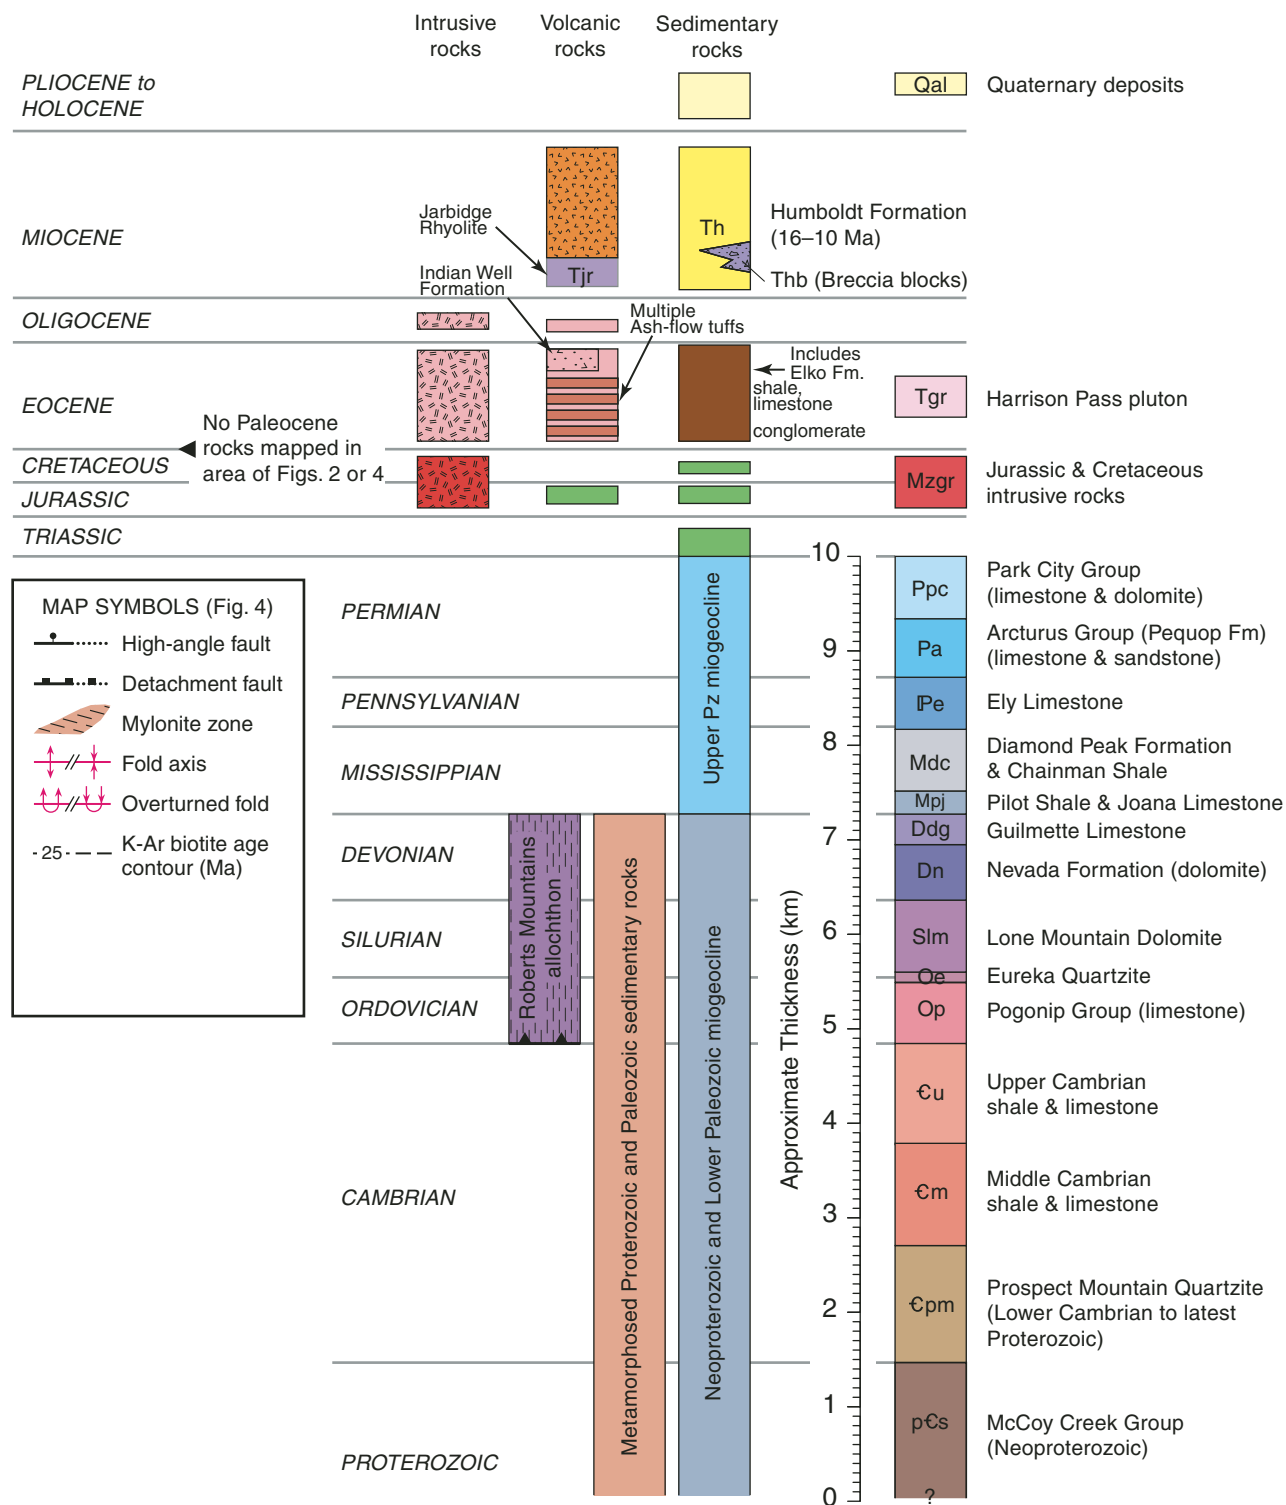 Intrusive
rocks
Volcanic
rocks
Sedimentary
rocks
PLIOCENE to
HOLOCENE
Qal
Quaternary deposits
MIOCENE
Jarbidge
Rhyolite
Tjr
Th
Humboldt Formation
(16–10 Ma)
Thb (Breccia blocks)
Indian Well
Formation
OLIGOCENE
Multiple
Ash-flow tuffs
EOCENE
Includes
Elko Fm.
shale,
limestone
conglomerate
Tgr
Harrison Pass pluton
No Paleocene
rocks mapped in
area of Figs. 2 or 4
CRETACEOUS
JURASSIC
Mzgr
Jurassic & Cretaceous
intrusive rocks
TRIASSIC
MAP SYMBOLS (Fig. 4)
High-angle fault
Detachment fault
Mylonite zone
Fold axis
Overturned fold
-25- K-Ar biotite age
contour (Ma)
PERMIAN
PENNSYLVANIAN
MISSISSIPPIAN
DEVONIAN
SILURIAN
ORDOVICIAN
CAMBRIAN
PROTEROZOIC
Roberts Mountains
allochthon
Metamorphosed Proterozoic and Paleozoic sedimentary rocks
Upper Pz miogeocline
Neoproterozoic and Lower Paleozoic miogeocline
Approximate Thickness (km)
10
9
8
7
6
5
4
3
2
1
0
Ppc
Park City Group
(limestone & dolomite)
Pa
Arcturus Group (Pequop Fm)
(limestone & sandstone)
ℙe
Ely Limestone
Mdc
Diamond Peak Formation
& Chainman Shale
Mpj
Pilot Shale & Joana Limestone
Ddg
Guilmette Limestone
Dn
Nevada Formation (dolomite)
Slm
Lone Mountain Dolomite
Oe
Eureka Quartzite
Op
Pogonip Group (limestone)
Ꞓu
Upper Cambrian
shale & limestone
Ꞓm
Middle Cambrian
shale & limestone
Ꞓpm
Prospect Mountain Quartzite
(Lower Cambrian to latest
Proterozoic)
pꞒs
McCoy Creek Group
(Neoproterozoic)
?